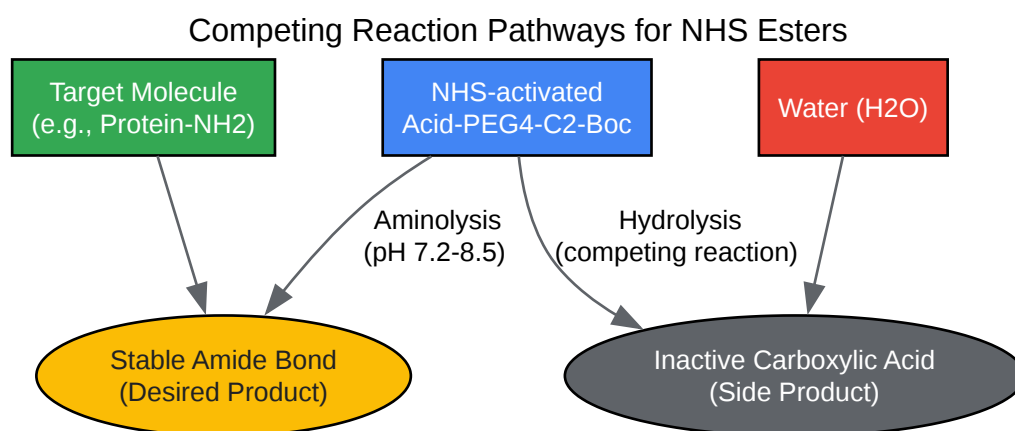 Competing Reaction Pathways for NHS Esters
Target Molecule
(e.g., Protein-NH2)
NHS-activated
Acid-PEG4-C2-Boc
Water (H2O)
Aminolysis
(pH 7.2-8.5)
Hydrolysis
(competing reaction)
Stable Amide Bond
(Desired Product)
Inactive Carboxylic Acid
(Side Product)